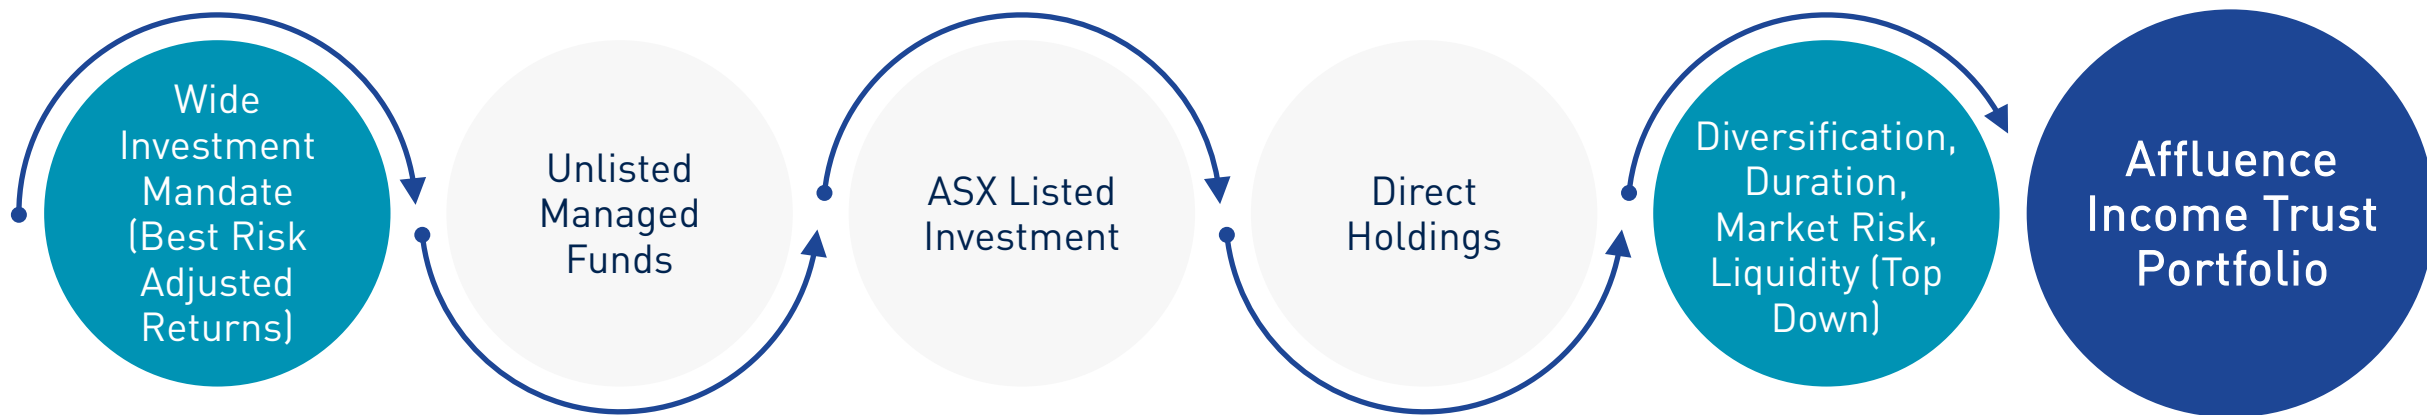 Wide
Investment
Mandate
(Best Risk
Adjusted
Returns)
Unlisted
Managed
Funds
ASX Listed
Investment
Direct
Holdings
Diversification,
Duration,
Market Risk,
Liquidity (Top
Down)
Affluence
Income Trust
Portfolio